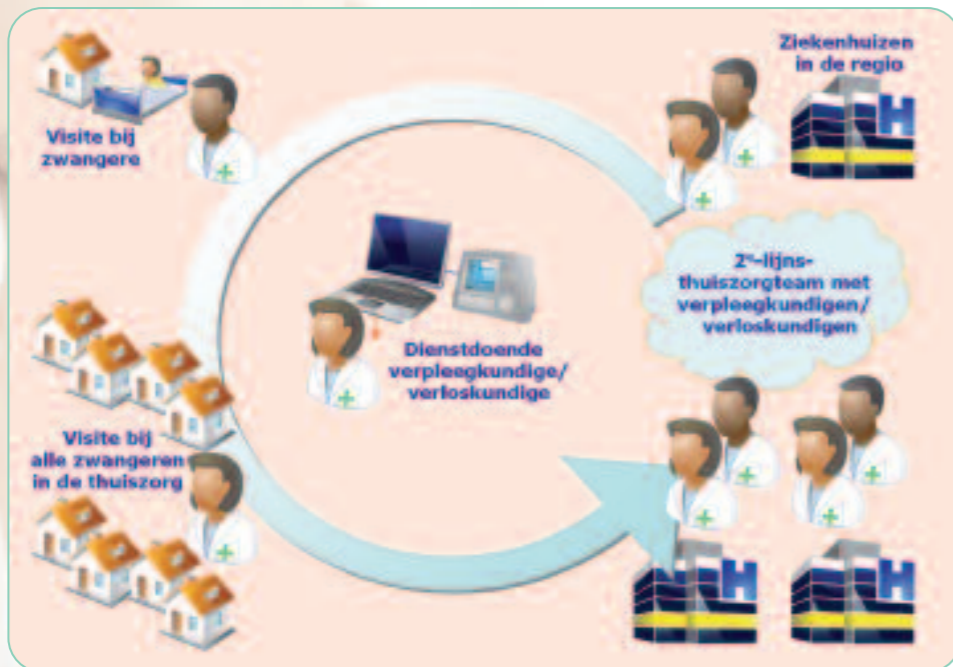 Visite bij
zwangere
Ziekenhuizen
in de regio
2e-lijns-
thuiszorgteam met
verpleegkundigen/
verloskundigen
Dienstdoende
verpleegkundige/
verloskundige
Visite bij
alle zwangeren
in de thuiszorg
H
H
H